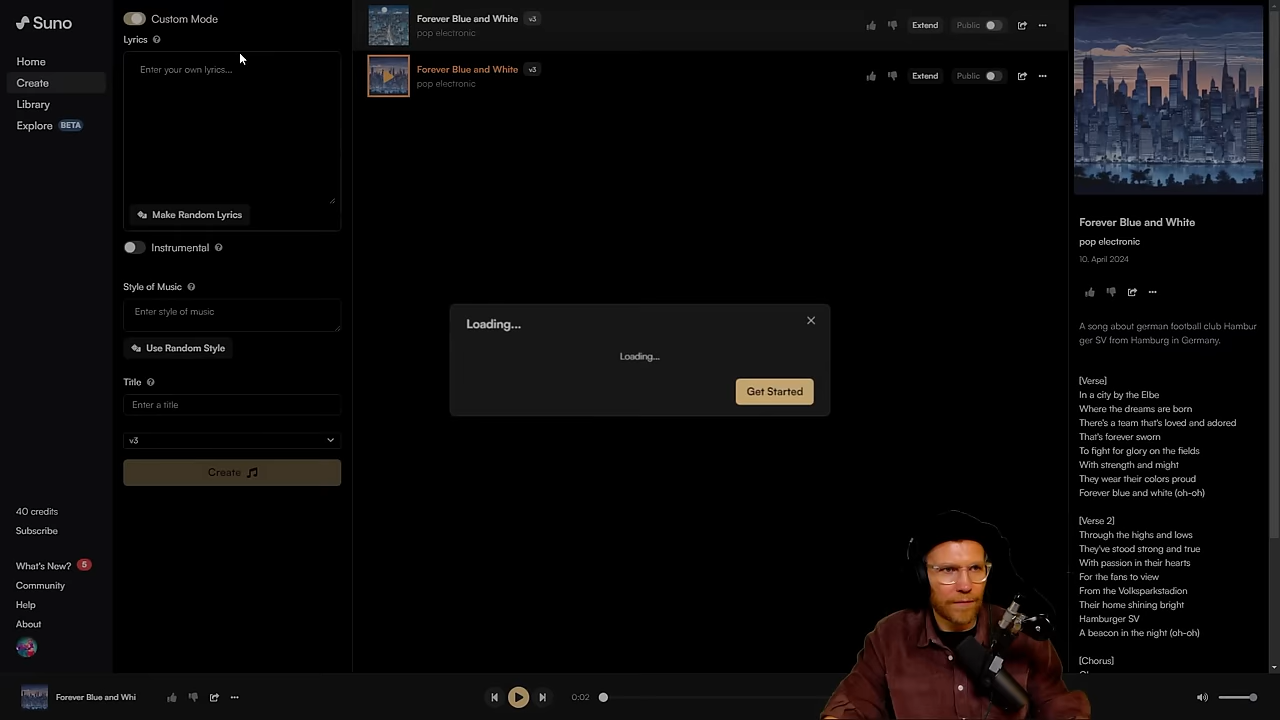 Suno
Home
Create
Library
Explore BETA
40 credits
Subscribe
What's New? 5
Community
Help
About
Custom Mode
Lyrics
Enter your own lyrics...
Make Random Lyrics
Instrumental
Style of Music
Enter style of music
Use Random Style
Title
Enter a title
v3
Create
Forever Blue and White v3
pop electronic
Extend
Public
Forever Blue and White v3
pop electronic
Extend
Public
Loading...
Loading...
Get Started
Forever Blue and White
pop electronic
10. April 2024
A song about german football club Hambur
ger SV from Hamburg in Germany.
[Verse]
In a city by the Elbe
Where the dreams are born
There's a team that's loved and adored
That's forever sworn
To fight for glory on the fields
With strength and might
They wear their colors proud
Forever blue and white (oh-oh)
[Verse 2]
Through the highs and lows
They've stood strong and true
With passion in their hearts
For the fans to view
From the Volksparkstadion
Their home shining bright
Hamburger SV
A beacon in the night (oh-oh)
[Chorus]
Forever Blue and Whi
0:02